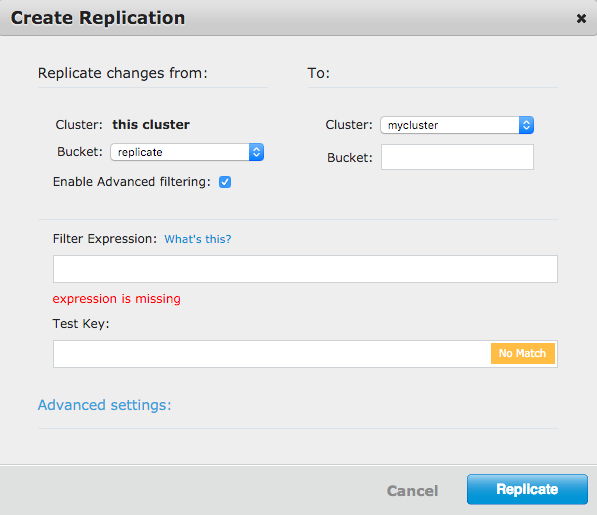 Create Replication ×
Replicate changes from: To:
Cluster: this cluster Cluster: mycluster
Bucket: replicate Bucket:
Enable Advanced filtering:
Filter Expression: What's this?
expression is missing
Test Key:
No Match
Advanced settings:
Cancel Replicate